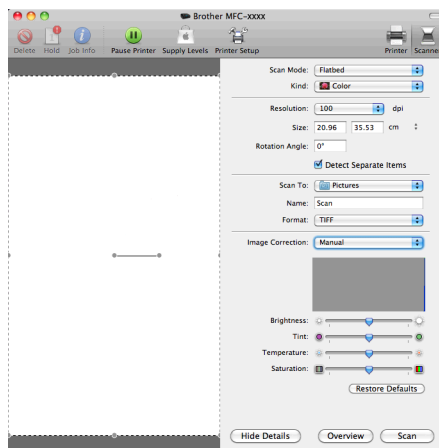 Brother MFC-xxxx
Delete Hold Job Info Pause Printer Supply Levels Printer Setup Printer Scanner
Scan Mode: Flatbed
Kind: Color
Resolution: 100 dpi
Size: 20.96 35.53 cm
Rotation Angle: 0°
Detect Separate Items
Scan To: Pictures
Name: Scan
Format: TIFF
Image Correction: Manual
Brightness:
Tint:
Temperature:
Saturation:
Restore Defaults
Hide Details Overview Scan